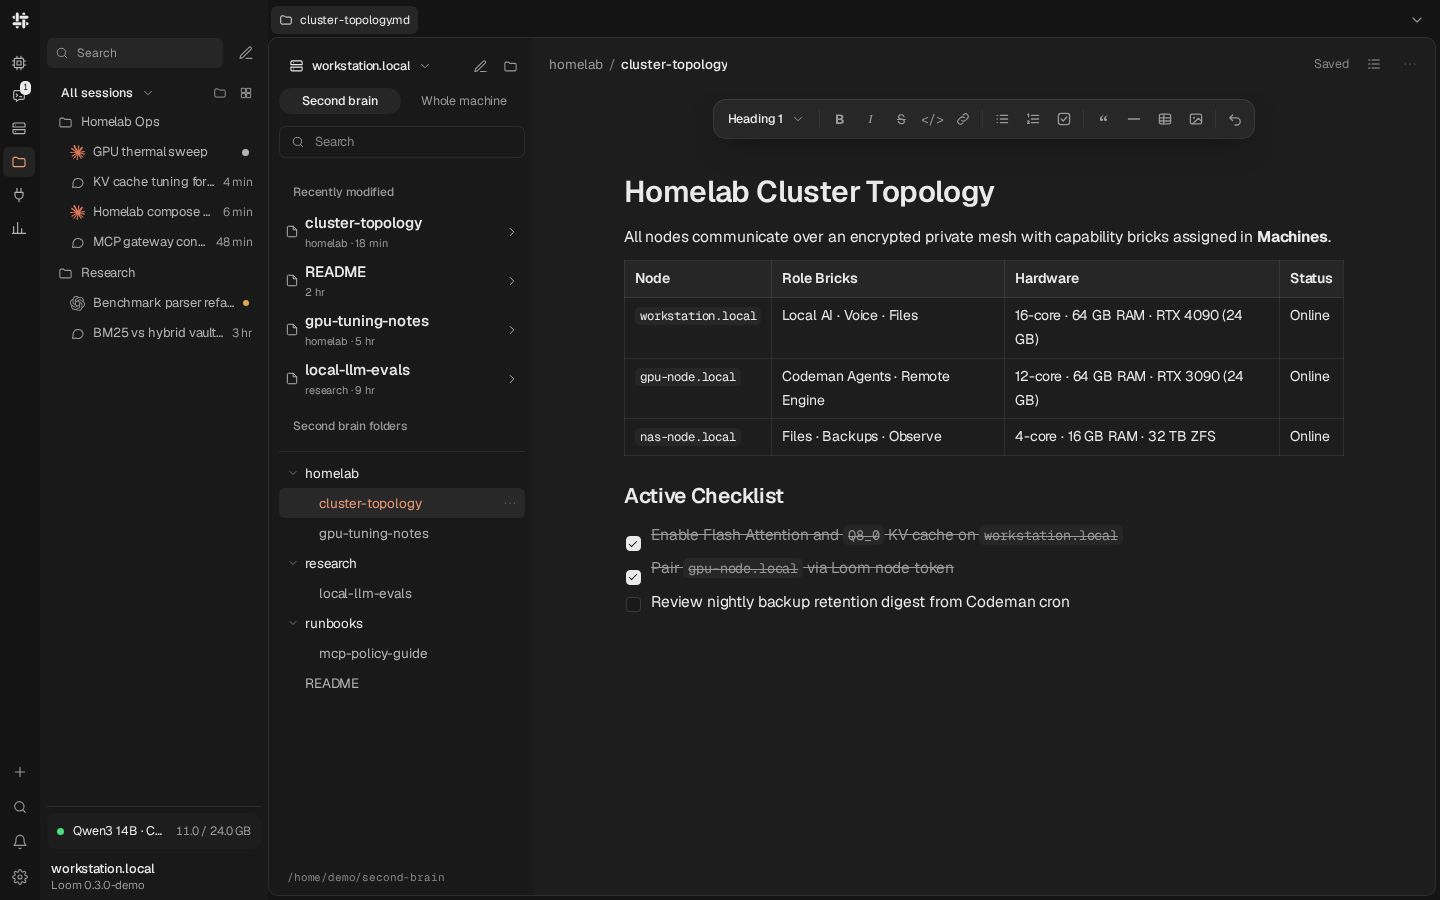 cluster-topology.md
Search
1
All sessions
Homelab Ops
GPU thermal sweep
KV cache tuning for... 4 min
Homelab compose ... 6 min
MCP gateway con... 48 min
Research
Benchmark parser refa...
BM25 vs hybrid vault... 3 hr
Qwen3 14B · C... 11.0 / 24.0 GB
workstation.local
Loom 0.3.0-demo
workstation.local
Second brain Whole machine
Search
Recently modified
cluster-topology
homelab · 18 min
README
2 hr
gpu-tuning-notes
homelab · 5 hr
local-llm-evals
research · 9 hr
Second brain folders
homelab
cluster-topology
gpu-tuning-notes
research
local-llm-evals
runbooks
mcp-policy-guide
README
/home/demo/second-brain
homelab / cluster-topology Saved
Heading 1 B I S </>
Homelab Cluster Topology
All nodes communicate over an encrypted private mesh with capability bricks assigned in Machines.
Node Role Bricks Hardware Status
workstation.local Local AI · Voice · Files 16-core · 64 GB RAM · RTX 4090 (24 GB) Online
gpu-node.local Codeman Agents · Remote Engine 12-core · 64 GB RAM · RTX 3090 (24 GB) Online
nas-node.local Files · Backups · Observe 4-core · 16 GB RAM · 32 TB ZFS Online
Active Checklist
Enable Flash Attention and Q8_0 KV cache on workstation.local
Pair gpu-node.local via Loom node token
Review nightly backup retention digest from Codeman cron